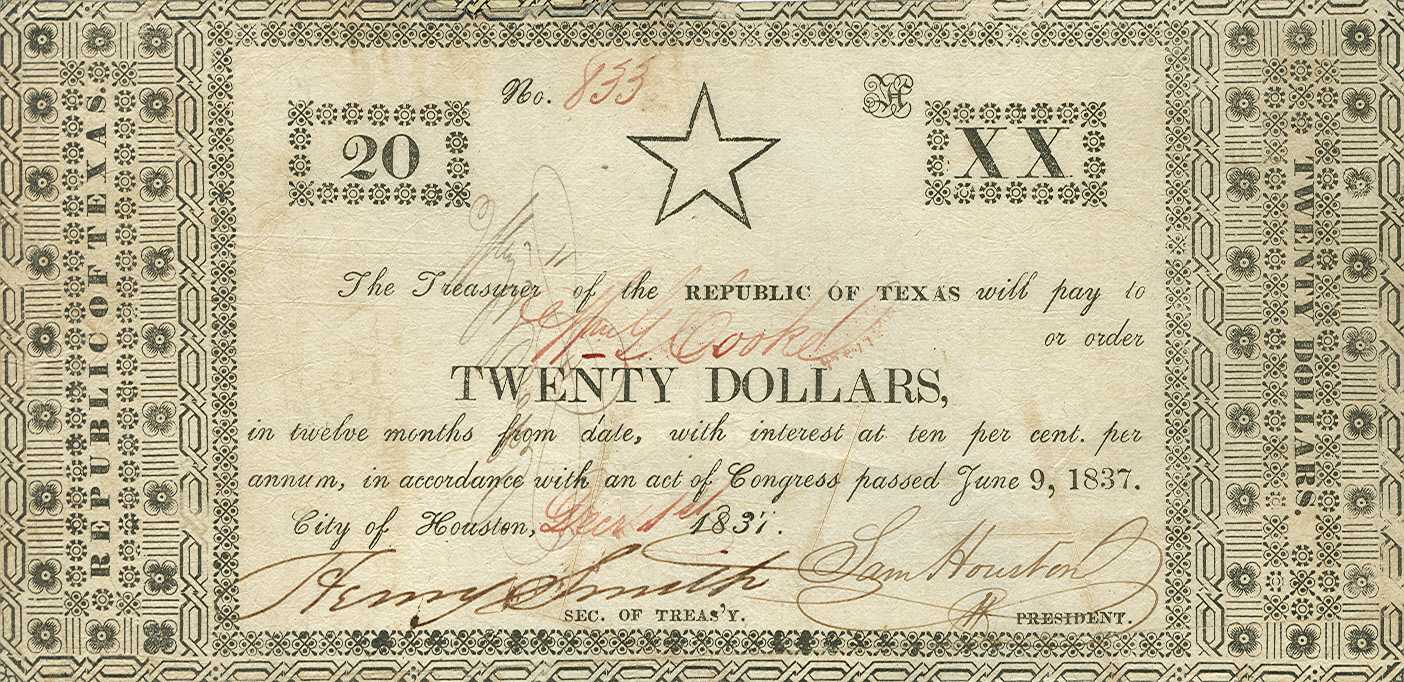 REPUBLIC OF TEXAS.
No. 833
A
20
XX
The Treasurer of the REPUBLIC OF TEXAS will pay to
Wm G. Cooke
or order
TWENTY DOLLARS,
in twelve months from date, with interest at ten per cent. per
annum, in accordance with an act of Congress passed June 9, 1837.
City of Houston, Decr 1st 1837.
Henry Smith
Sam Houston
SEC. OF TREAS'Y.
PRESIDENT.
TWENTY DOLLARS.